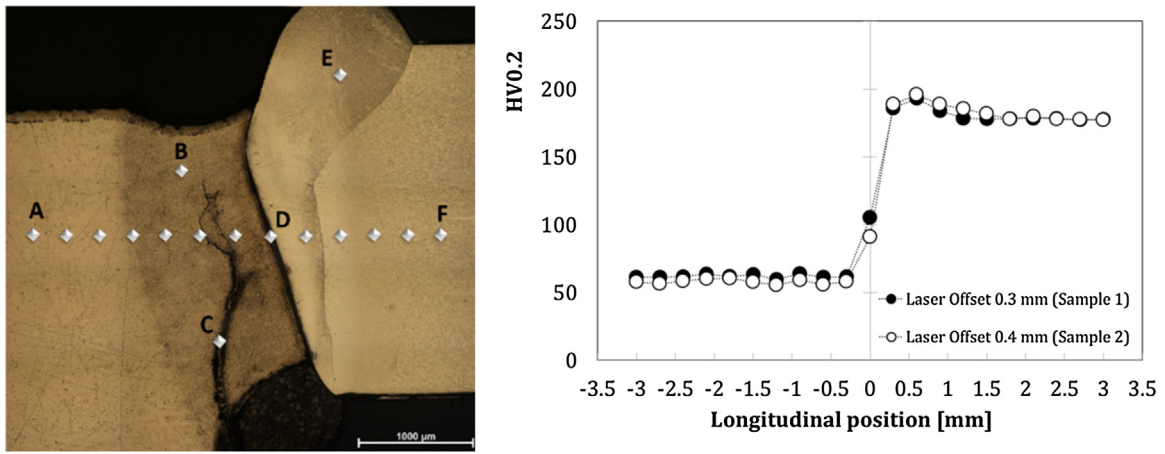 A
B
C
D
E
F
1000 µm
HV0.2
250
200
150
100
50
0
-3.5 -3 -2.5 -2 -1.5 -1 -0.5 0 0.5 1 1.5 2 2.5 3 3.5
Longitudinal position [mm]
Laser Offset 0.3 mm (Sample 1)
Laser Offset 0.4 mm (Sample 2)